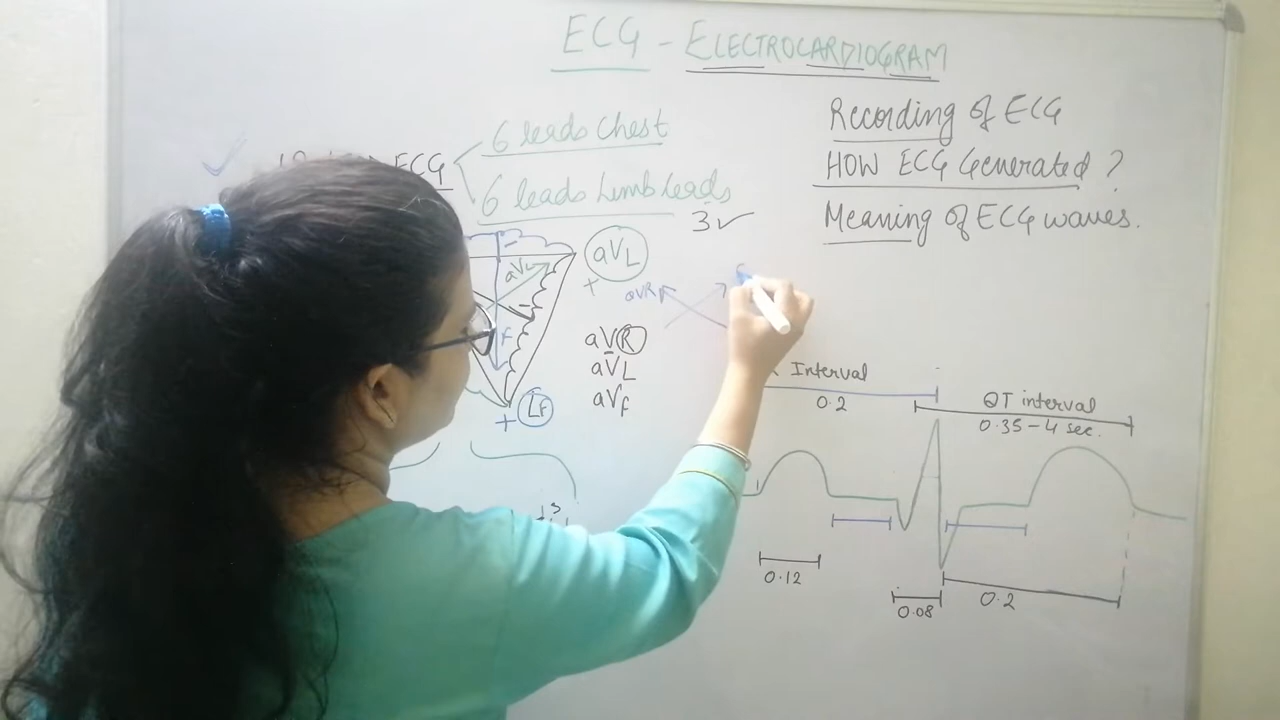 ECG - ELECTROCARDIOGRAM
ECG
6 leads Chest
6 leads Limb Leads
3✓
Recording of ECG
HOW ECG Generated ?
Meaning of ECG waves.
aVL
aVL
+
aVR
F
aVR
aVL
aVf
+ Lf
Interval
0.2
QT interval
0.35-4 sec.
0.12
0.08
0.2